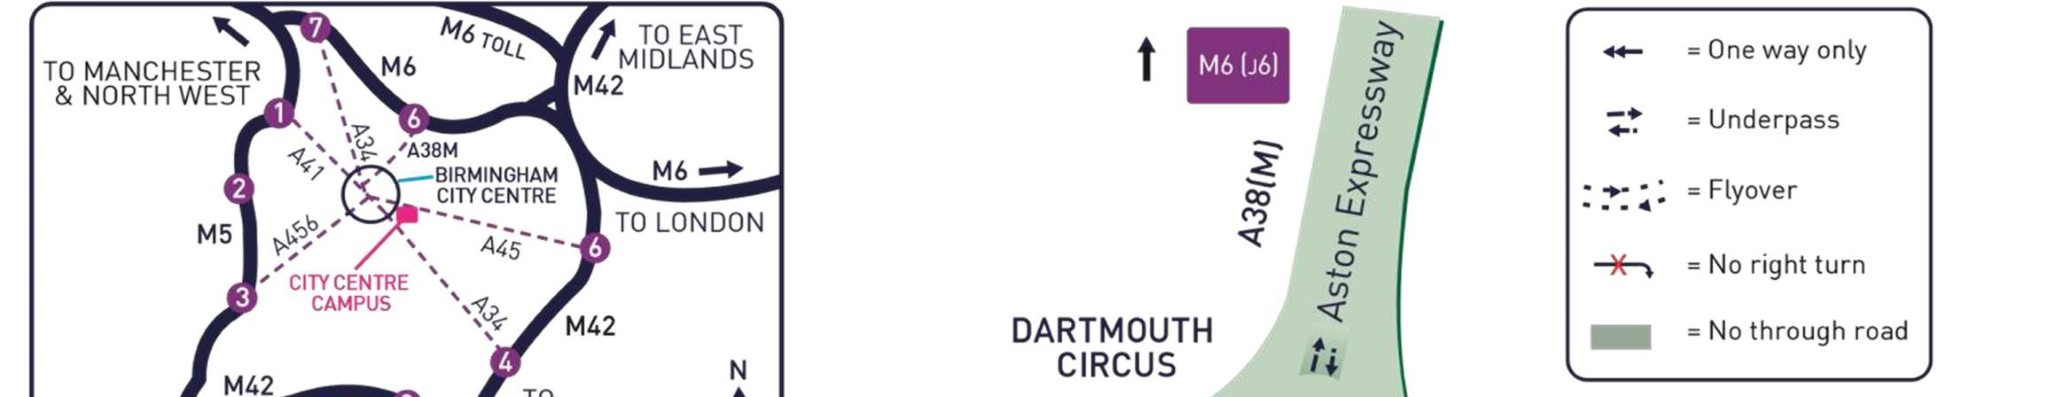 7
M6 TOLL
TO EAST
MIDLANDS
TO MANCHESTER
& NORTH WEST
M6
M42
1
6
A34
A41
A38M
2
BIRMINGHAM
CITY CENTRE
M6
TO LONDON
M5
A456
A45
6
CITY CENTRE
CAMPUS
3
A34
M42
4
N
M42
TO
M6 (J6)
Aston Expressway
A38(M)
DARTMOUTH
CIRCUS
= One way only
= Underpass
= Flyover
= No right turn
= No through road